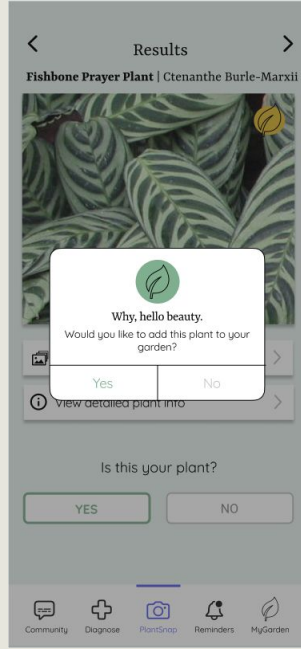 Results
Fishbone Prayer Plant | Ctenanthe Burle-Marxii
Why, hello beauty.
Would you like to add this plant to your
garden?
Yes No
View detailed plant info
Is this your plant?
YES NO
Community Diagnose PlantSnap Reminders MyGarden